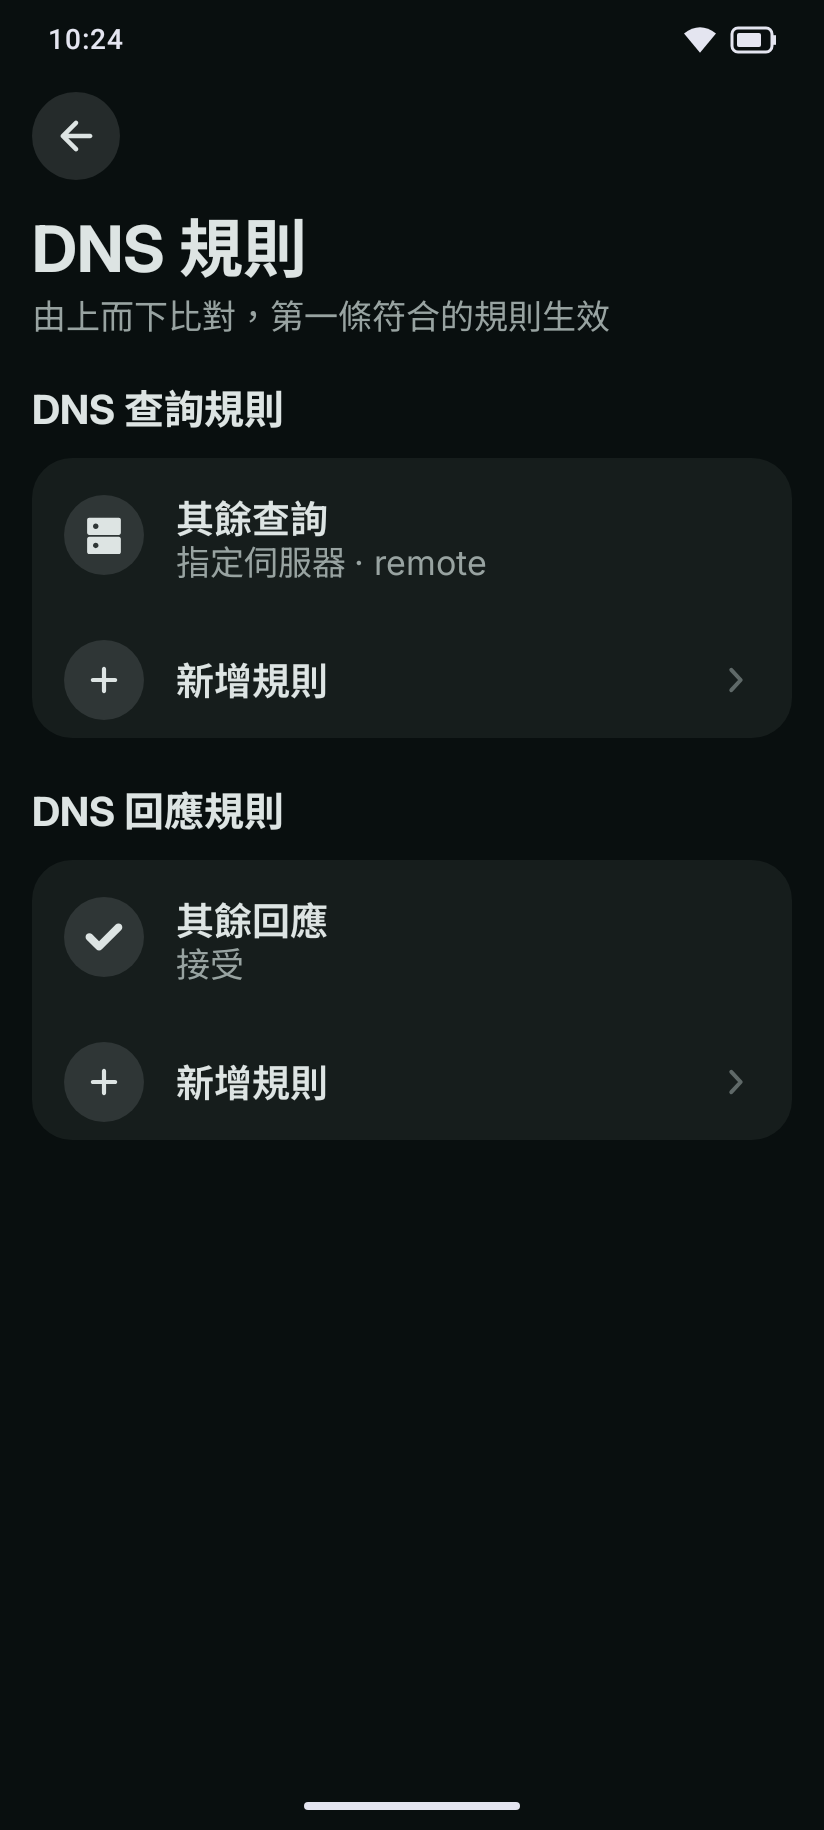 10:24
DNS 規則
由上而下比對，第一條符合的規則生效
DNS 查詢規則
其餘查詢
指定伺服器 · remote
新增規則
DNS 回應規則
其餘回應
接受
新增規則